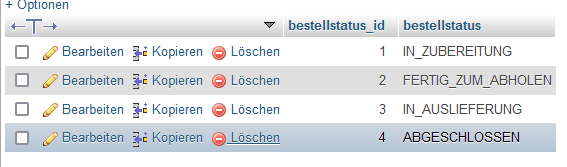 + Optionen
bestellstatus_id bestellstatus
Bearbeiten Kopieren Löschen 1 IN_ZUBEREITUNG
Bearbeiten Kopieren Löschen 2 FERTIG_ZUM_ABHOLEN
Bearbeiten Kopieren Löschen 3 IN_AUSLIEFERUNG
Bearbeiten Kopieren Löschen 4 ABGESCHLOSSEN